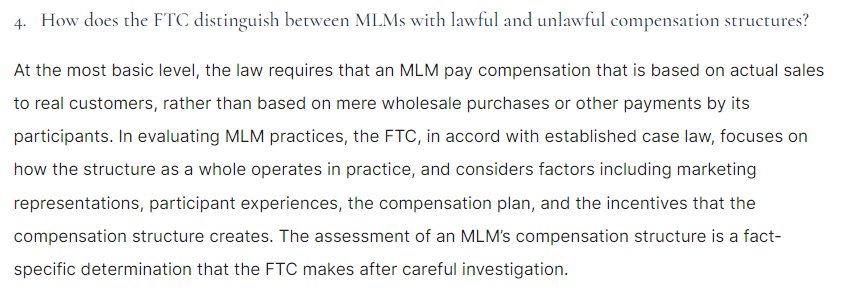 4. How does the FTC distinguish between MLMs with lawful and unlawful compensation structures?
At the most basic level, the law requires that an MLM pay compensation that is based on actual sales
to real customers, rather than based on mere wholesale purchases or other payments by its
participants. In evaluating MLM practices, the FTC, in accord with established case law, focuses on
how the structure as a whole operates in practice, and considers factors including marketing
representations, participant experiences, the compensation plan, and the incentives that the
compensation structure creates. The assessment of an MLM’s compensation structure is a fact-
specific determination that the FTC makes after careful investigation.